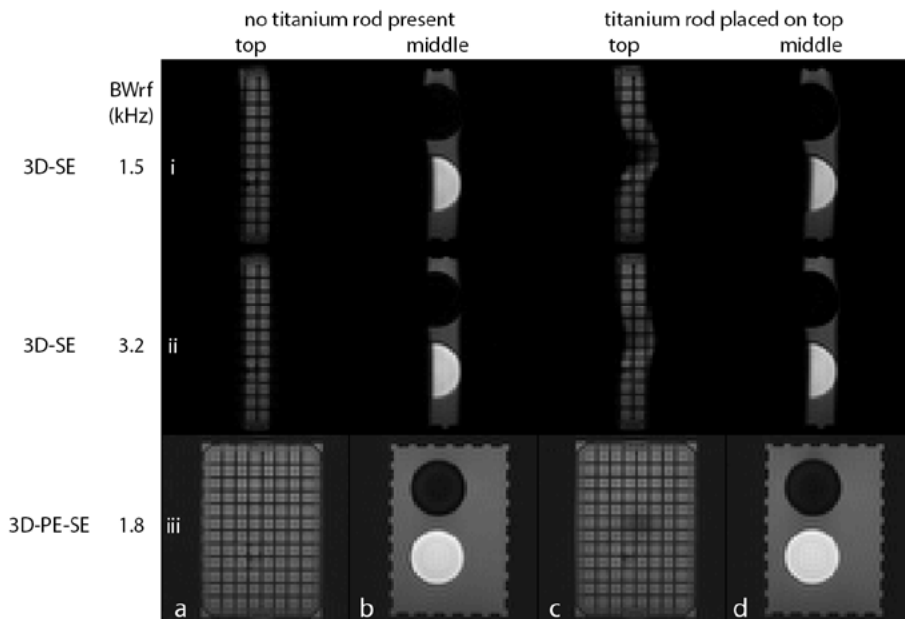 no titanium rod present titanium rod placed on top
top middle top middle
BWrf
(kHz)
3D-SE 1.5 i
3D-SE 3.2 ii
3D-PE-SE 1.8 iii
a b c d